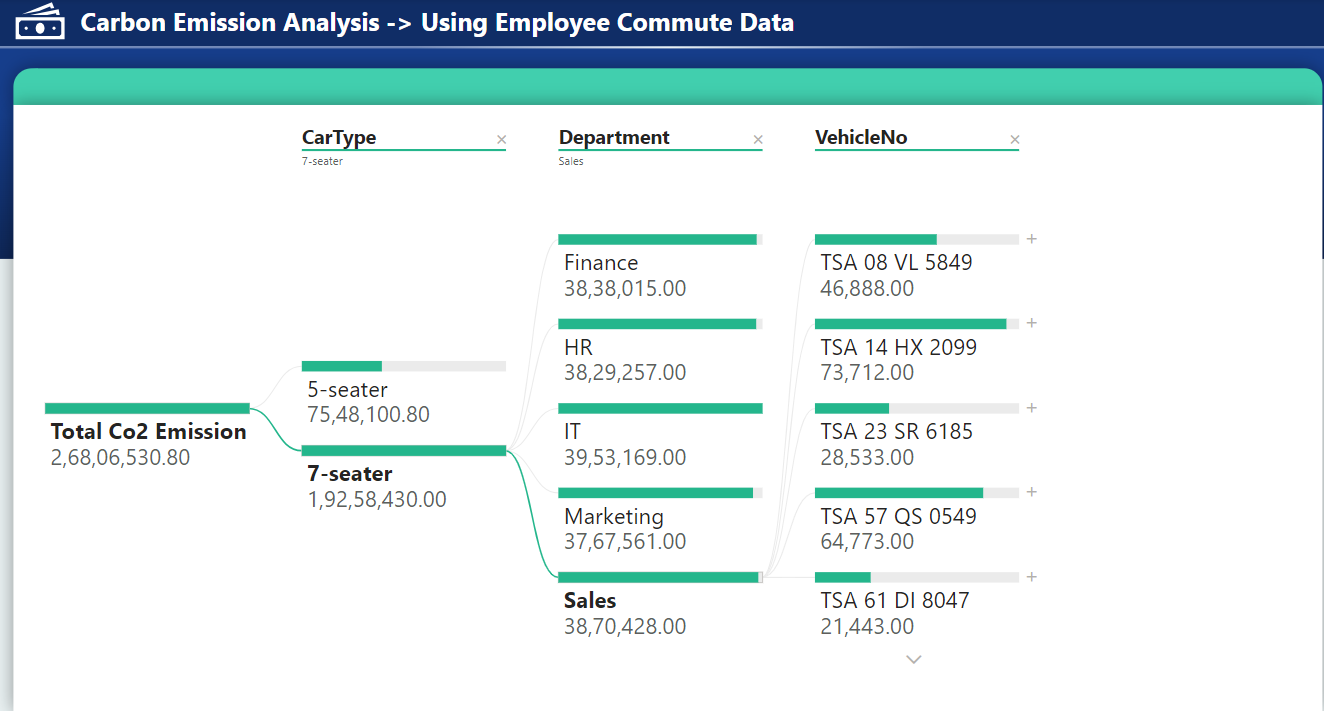 Carbon Emission Analysis -> Using Employee Commute Data
CarType
7-seater
Department
Sales
VehicleNo
Total Co2 Emission
2,68,06,530.80
5-seater
75,48,100.80
7-seater
1,92,58,430.00
Finance
38,38,015.00
HR
38,29,257.00
IT
39,53,169.00
Marketing
37,67,561.00
Sales
38,70,428.00
TSA 08 VL 5849
46,888.00
TSA 14 HX 2099
73,712.00
TSA 23 SR 6185
28,533.00
TSA 57 QS 0549
64,773.00
TSA 61 DI 8047
21,443.00